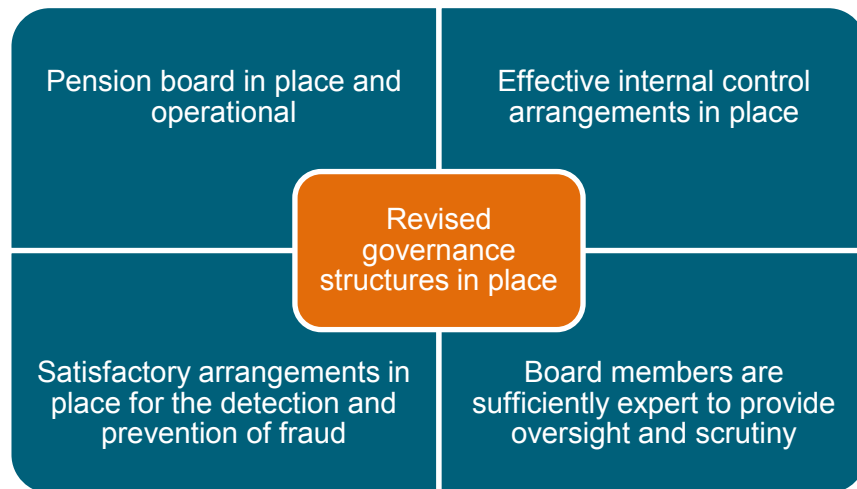 Pension board in place and
operational
Effective internal control
arrangements in place
Revised
governance
structures in place
Satisfactory arrangements in
place for the detection and
prevention of fraud
Board members are
sufficiently expert to provide
oversight and scrutiny